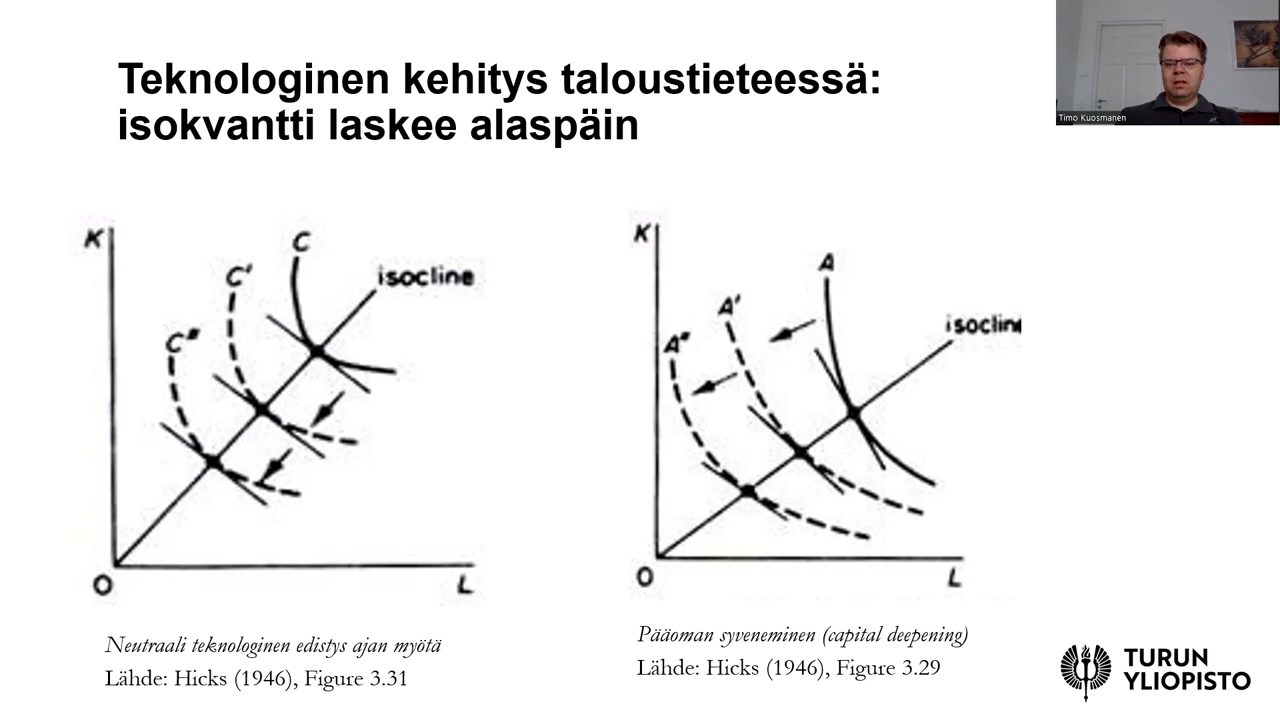 Teknologinen kehitys taloustieteessä:
isokvantti laskee alaspäin
Timo Kuosmanen
K
C
C'
C"
isocline
O
L
Neutraali teknologinen edistys ajan myötä
Lähde: Hicks (1946), Figure 3.31
K
A
A'
A"
isoclin
O
L
Pääoman syveneminen (capital deepening)
Lähde: Hicks (1946), Figure 3.29
TURUN
YLIOPISTO